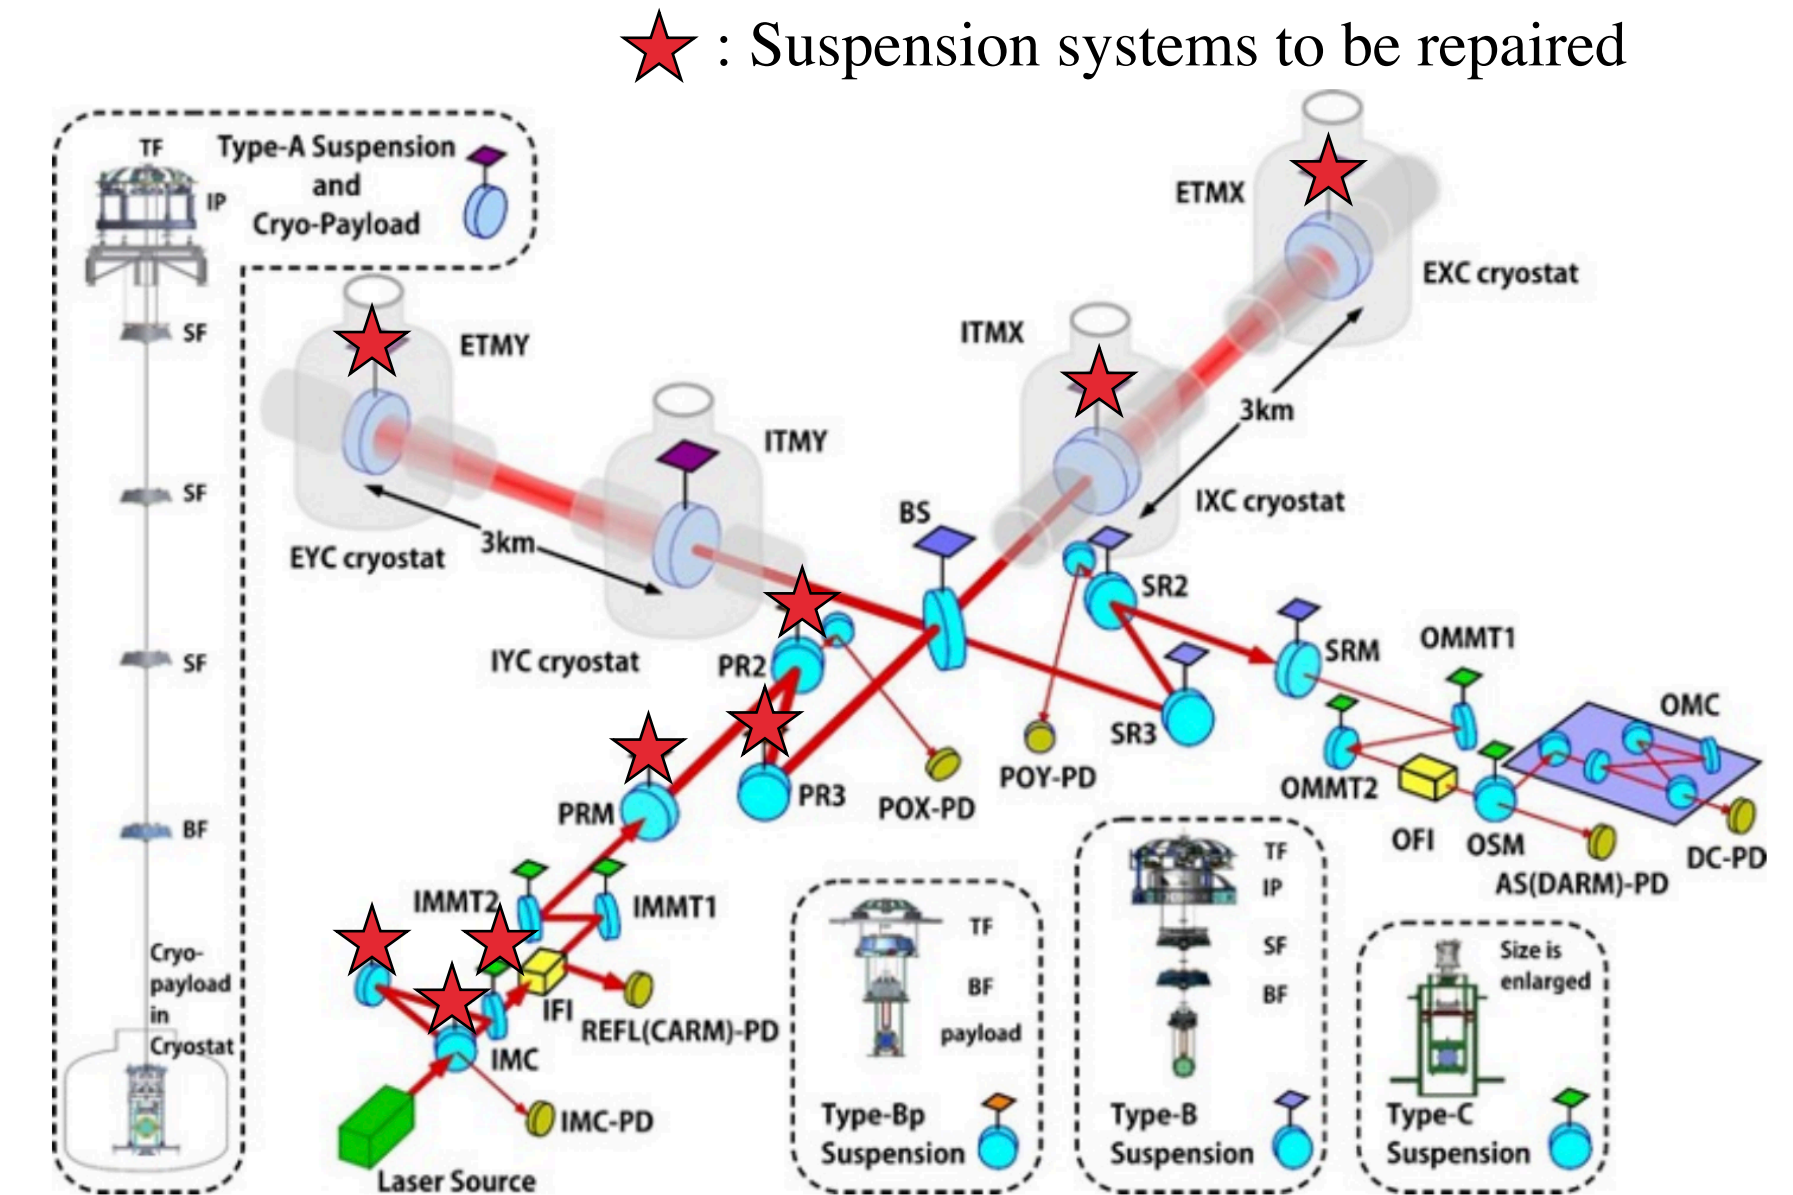 : Suspension systems to be repaired
TF
Type-A Suspension
and
Cryo-Payload
IP
SF
SF
SF
BF
Cryo-
payload
in
Cryostat
ETMX
EXC cryostat
ETMY
ITMX
3km
ITMY
IXC cryostat
BS
3km
EYC cryostat
IYC cryostat
SR2
SRM
OMMT1
PR2
SR3
OMC
POX-PD
POY-PD
OMMT2
PR3
PRM
OFI
OSM
DC-PD
AS(DARM)-PD
IMMT2
IMMT1
IFI
REFL(CARM)-PD
IMC
IMC-PD
Laser Source
TF
BF
payload
Type-Bp
Suspension
TF
IP
SF
BF
Type-B
Suspension
Size is
enlarged
Type-C
Suspension